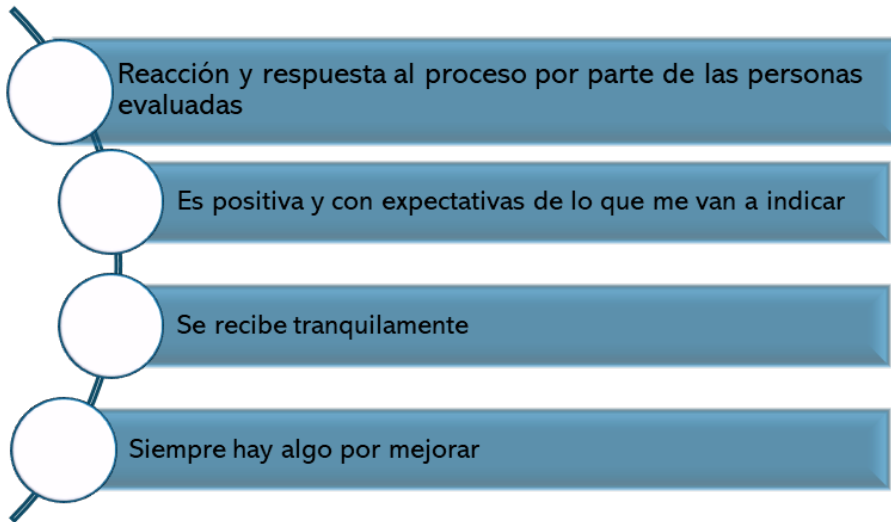 Reacción y respuesta al proceso por parte de las personas
evaluadas
Es positiva y con expectativas de lo que me van a indicar
Se recibe tranquilamente
Siempre hay algo por mejorar